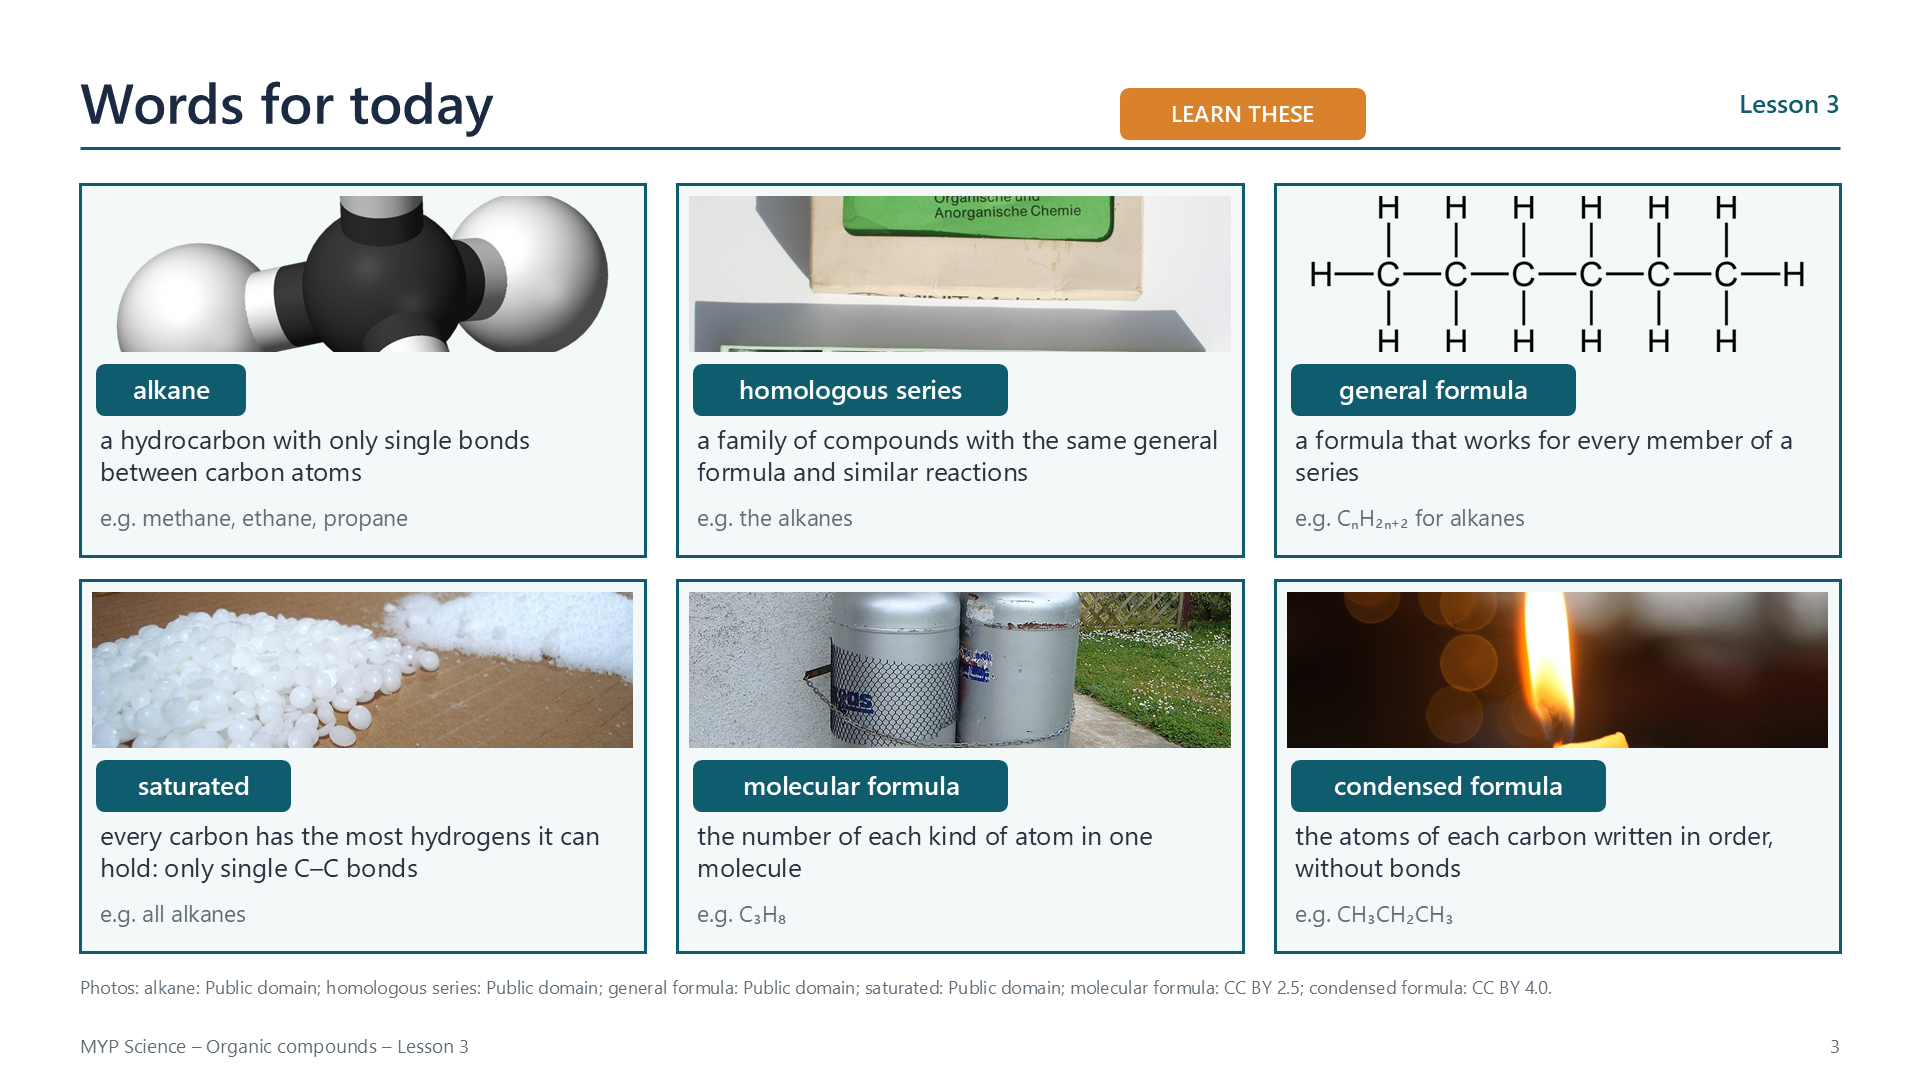 Words for today
LEARN THESE
Lesson 3
Organische und
Anorganische Chemie
H H H H H H
H C C C C C C H
H H H H H H
alkane
a hydrocarbon with only single bonds
between carbon atoms
e.g. methane, ethane, propane
homologous series
a family of compounds with the same general
formula and similar reactions
e.g. the alkanes
general formula
a formula that works for every member of a
series
e.g. CₙH₂ₙ₊₂ for alkanes
gas
saturated
every carbon has the most hydrogens it can
hold: only single C–C bonds
e.g. all alkanes
molecular formula
the number of each kind of atom in one
molecule
e.g. C₃H₈
condensed formula
the atoms of each carbon written in order,
without bonds
e.g. CH₃CH₂CH₃
Photos: alkane: Public domain; homologous series: Public domain; general formula: Public domain; saturated: Public domain; molecular formula: CC BY 2.5; condensed formula: CC BY 4.0.
MYP Science – Organic compounds – Lesson 3
3